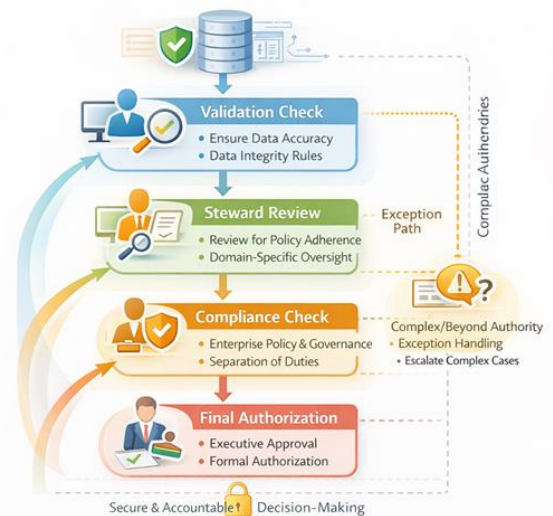 Validation Check
• Ensure Data Accuracy
• Data Integrity Rules
Steward Review
• Review for Policy Adherence
• Domain-Specific Oversight
Exception
Path
Compilac Auihendries
Compliance Check
• Enterprise Policy & Governance
• Separation of Duties
Complex/Beyond Authority
• Exception Handling
• Escalate Complex Cases
Final Authorization
• Executive Approval
• Formal Authorization
Secure & Accountable Decision-Making